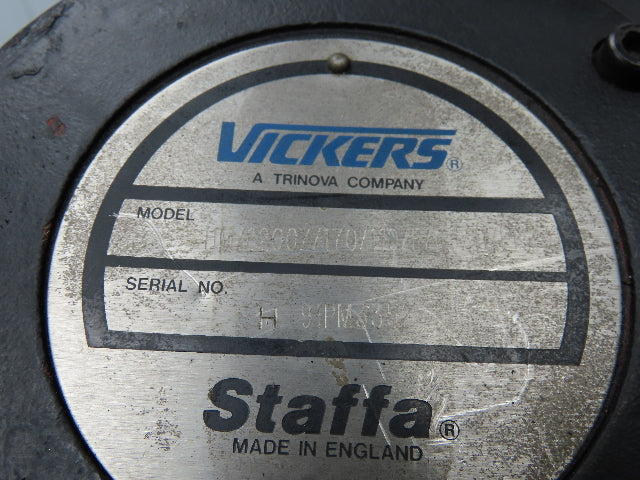 VICKERS®
A TRINOVA COMPANY
MODEL
SERIAL NO.
H
Staffa®
MADE IN ENGLAND